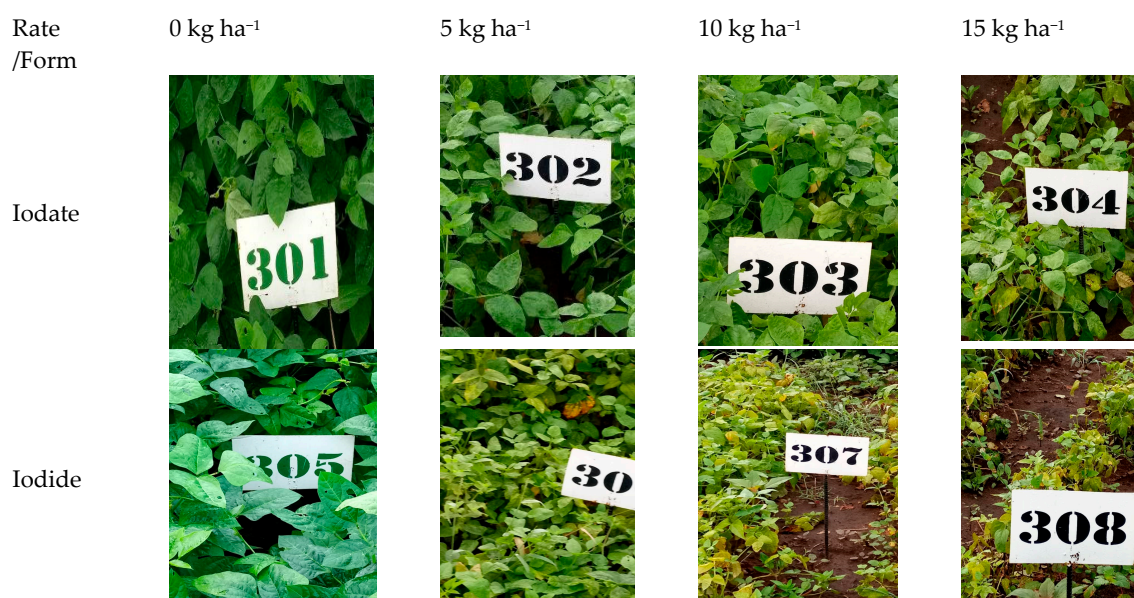 Rate
/Form
0 kg ha⁻¹
5 kg ha⁻¹
10 kg ha⁻¹
15 kg ha⁻¹
Iodate
301
302
303
304
Iodide
305
30
307
308